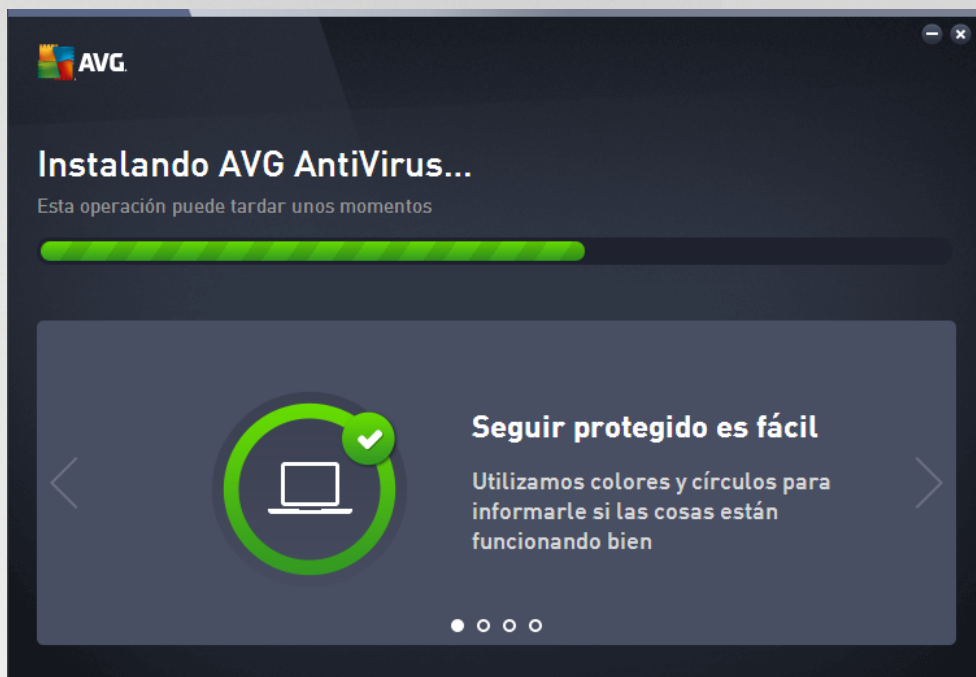 AVG.
Instalando AVG AntiVirus...
Esta operación puede tardar unos momentos
Seguir protegido es fácil
Utilizamos colores y círculos para
informarle si las cosas están
funcionando bien